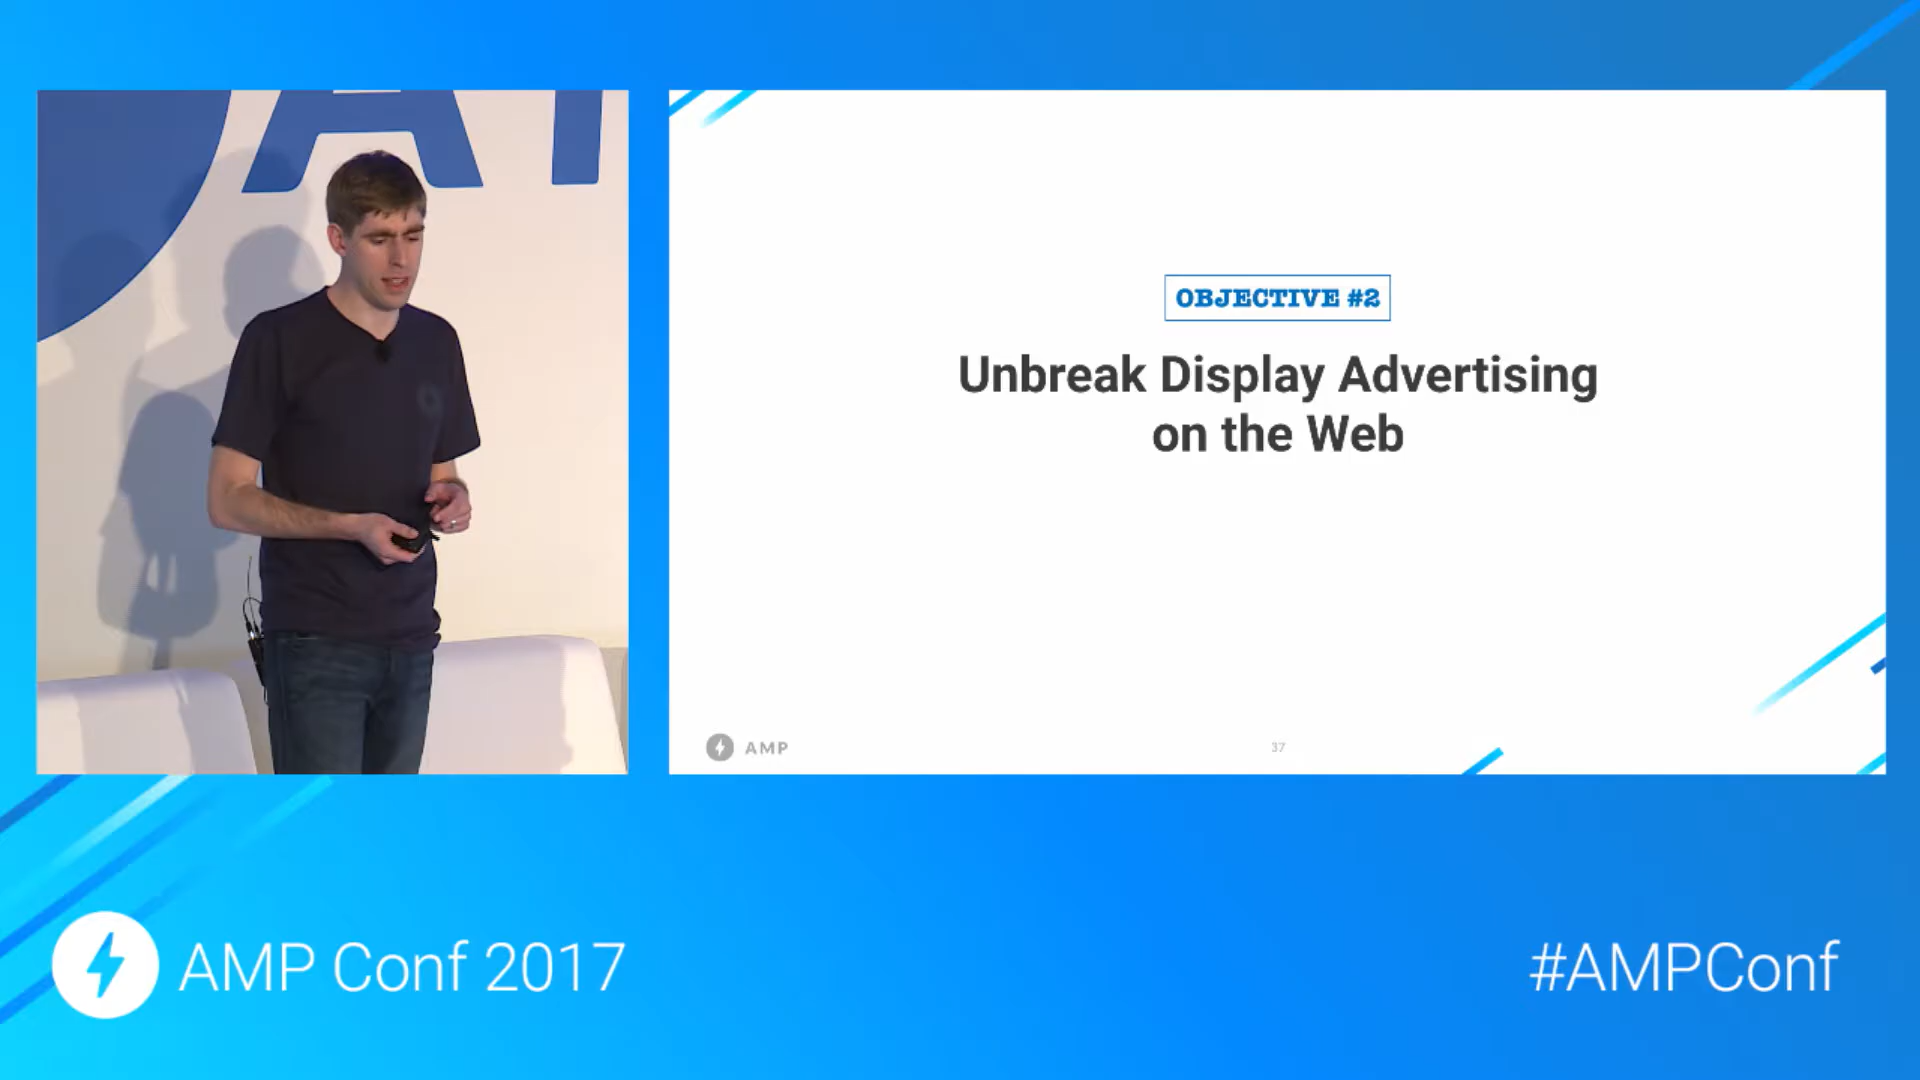 OBJECTIVE #2
Unbreak Display Advertising
on the Web
AMP
37
AMP Conf 2017
#AMPConf